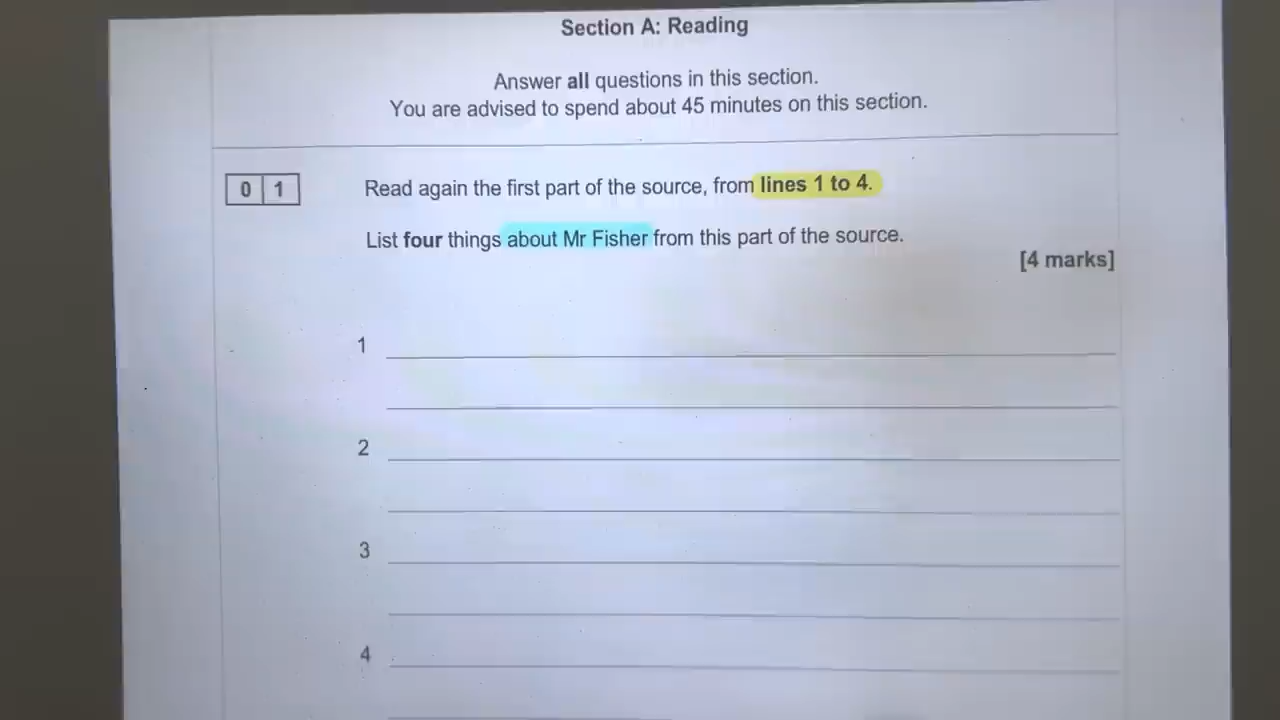 Section A: Reading
Answer all questions in this section.
You are advised to spend about 45 minutes on this section.
0 1
Read again the first part of the source, from lines 1 to 4.
List four things about Mr Fisher from this part of the source.
[4 marks]
1
2
3
4